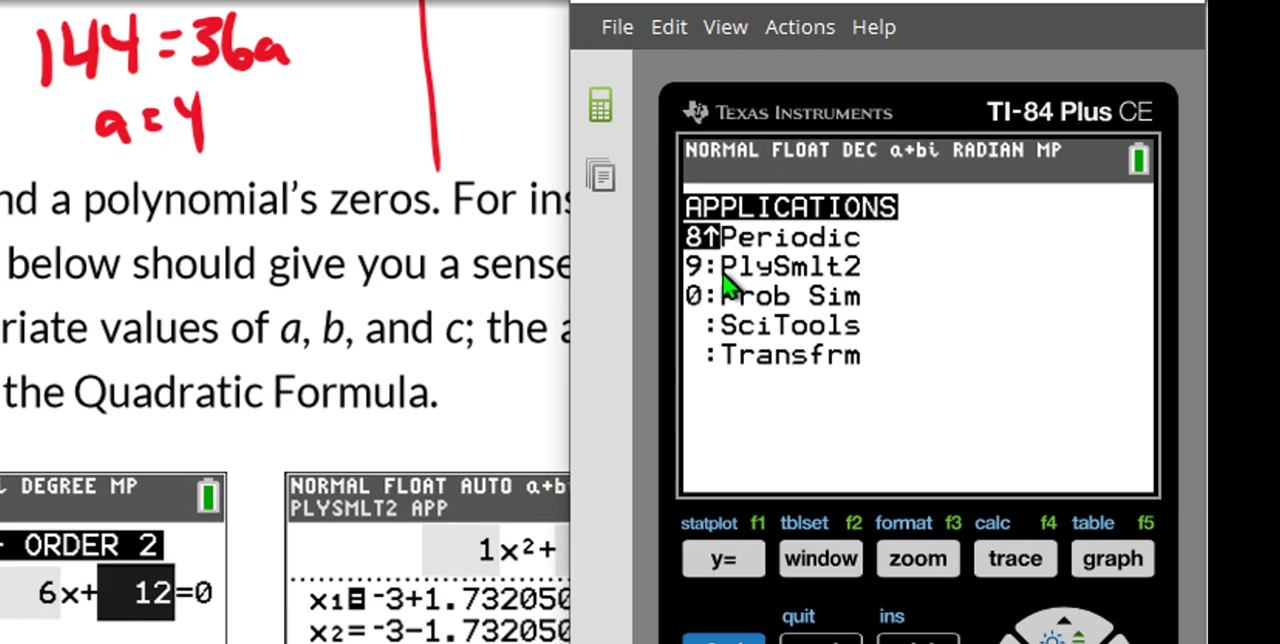 144=36a
a=4
nd a polynomial's zeros. For ins
below should give you a sense
riate values of a, b, and c; the a
the Quadratic Formula.
DEGREE MP
ORDER 2
6x+ 12=0
NORMAL FLOAT AUTO a+b
PLYSMLT2 APP
1x²+
x1=-3+1.732050
x2=-3-1.732050
File Edit View Actions Help
TEXAS INSTRUMENTS TI-84 Plus CE
NORMAL FLOAT DEC a+bi RADIAN MP
APPLICATIONS
8↑Periodic
9:PlySmlt2
0:Prob Sim
:SciTools
:Transfrm
statplot f1 tblset f2 format f3 calc f4 table f5
y= window zoom trace graph
quit ins